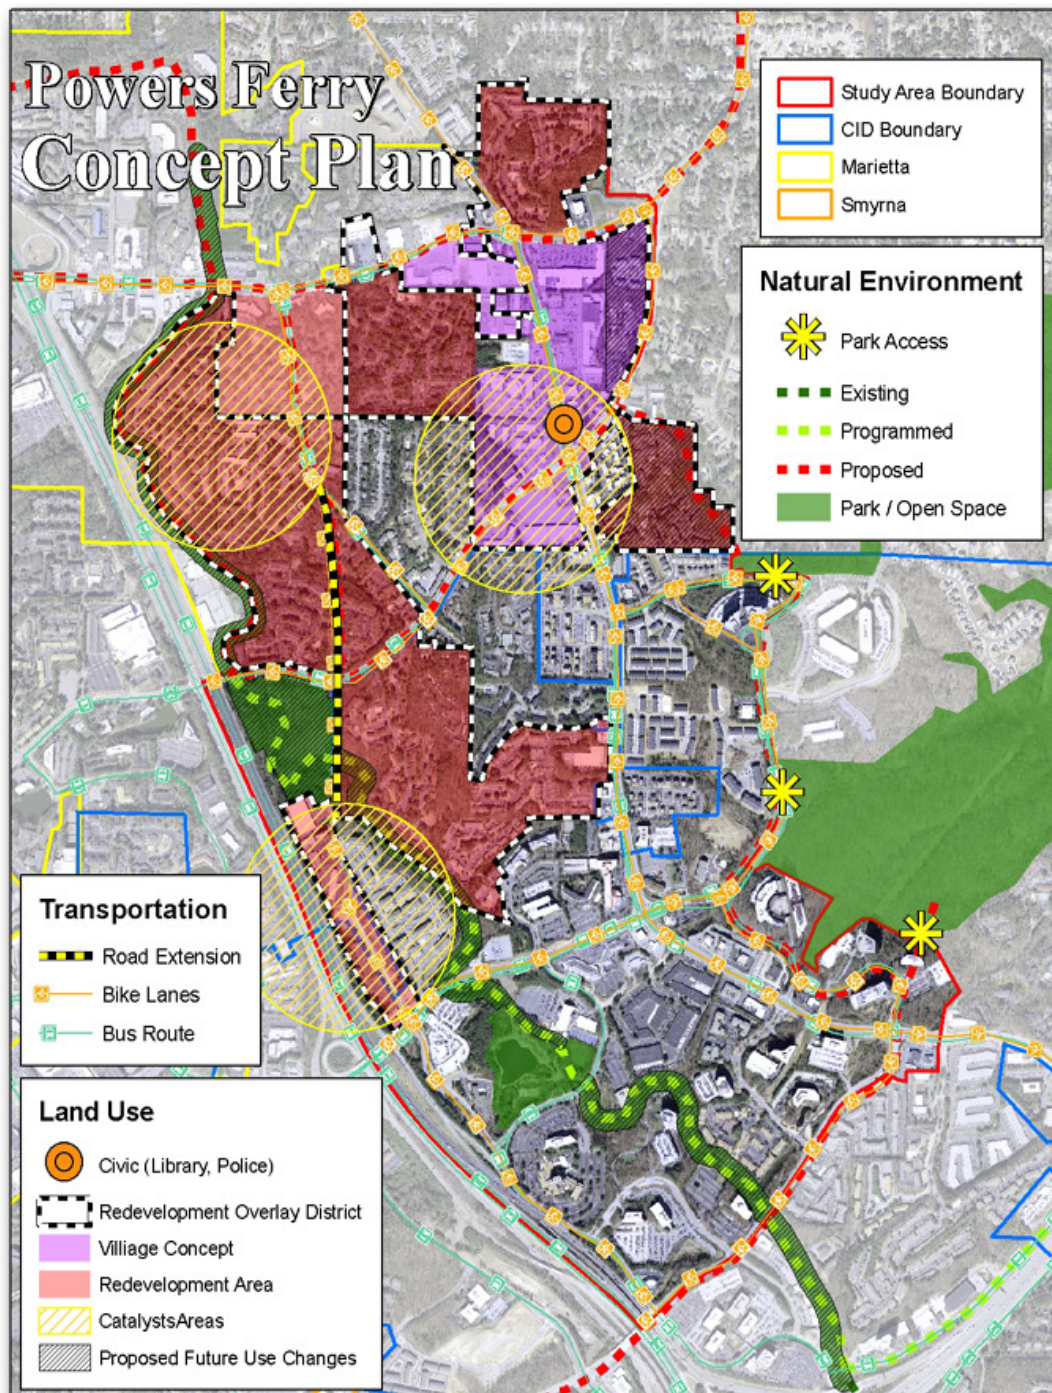 Powers Ferry
Concept Plan
Study Area Boundary
CID Boundary
Marietta
Smyrna
Natural Environment
Park Access
Existing
Programmed
Proposed
Park / Open Space
Transportation
Road Extension
Bike Lanes
Bus Route
Land Use
Civic (Library, Police)
Redevelopment Overlay District
Villiage Concept
Redevelopment Area
CatalystsAreas
Proposed Future Use Changes